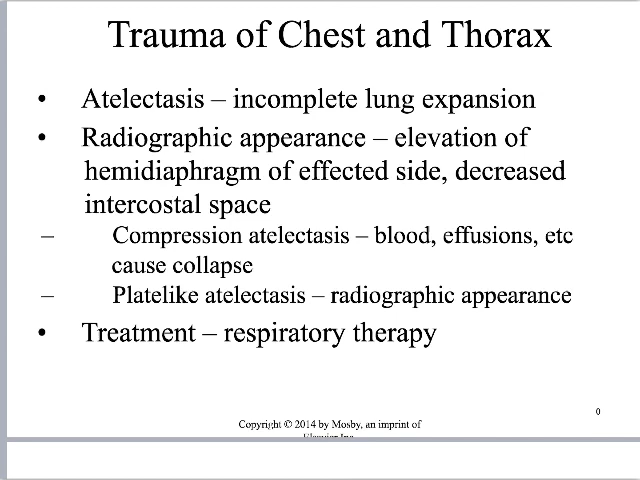 Trauma of Chest and Thorax
• Atelectasis – incomplete lung expansion
• Radiographic appearance – elevation of
hemidiaphragm of effected side, decreased
intercostal space
– Compression atelectasis – blood, effusions, etc
cause collapse
– Platelike atelectasis – radiographic appearance
• Treatment – respiratory therapy
0
Copyright © 2014 by Mosby, an imprint of